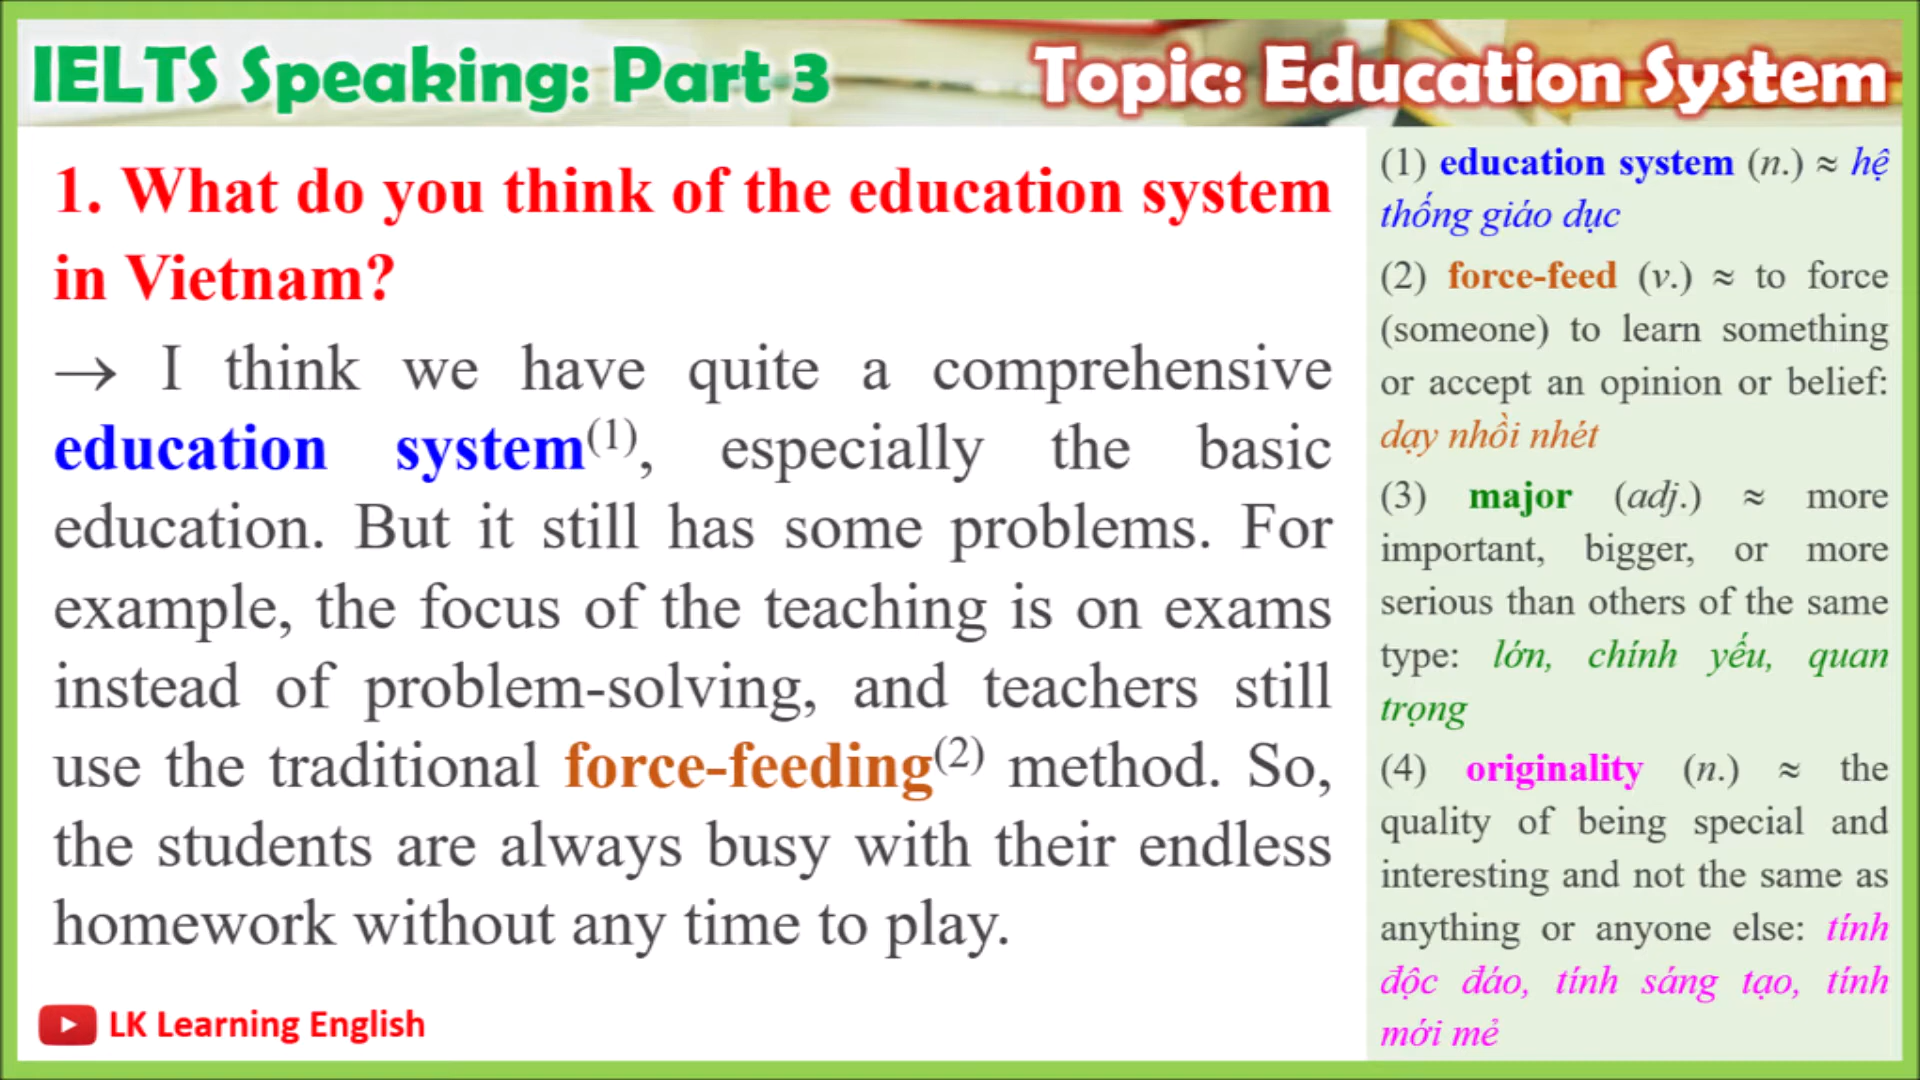 IELTS Speaking: Part 3
Topic: Education System
1. What do you think of the education system
in Vietnam?
→ I think we have quite a comprehensive
education system(1), especially the basic
education. But it still has some problems. For
example, the focus of the teaching is on exams
instead of problem-solving, and teachers still
use the traditional force-feeding(2) method. So,
the students are always busy with their endless
homework without any time to play.
LK Learning English
(1) education system (n.) ≈ hệ
thống giáo dục
(2) force-feed (v.) ≈ to force
(someone) to learn something
or accept an opinion or belief:
dạy nhồi nhét
(3) major (adj.) ≈ more
important, bigger, or more
serious than others of the same
type: lớn, chính yếu, quan
trọng
(4) originality (n.) ≈ the
quality of being special and
interesting and not the same as
anything or anyone else: tính
độc đáo, tính sáng tạo, tính
mới mẻ